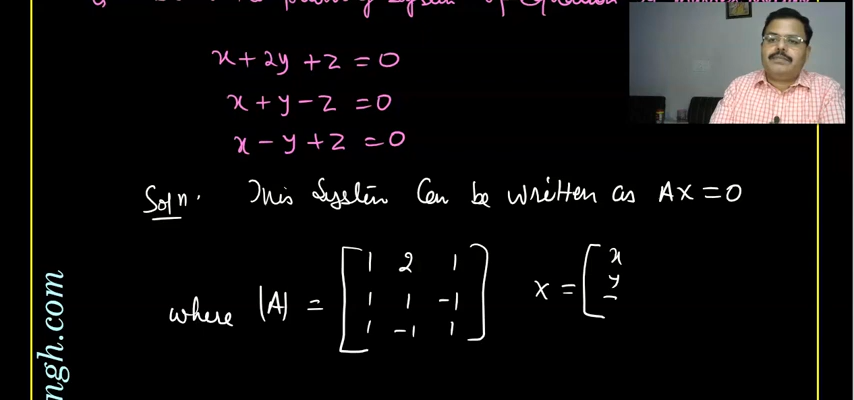 x + 2y + z = 0
x + y - z = 0
x - y + z = 0
Soln. This System Can be written as AX = 0
where |A| = [ 1 2 1
1 1 -1
1 -1 1 ] X = [ x
y
ngh.com